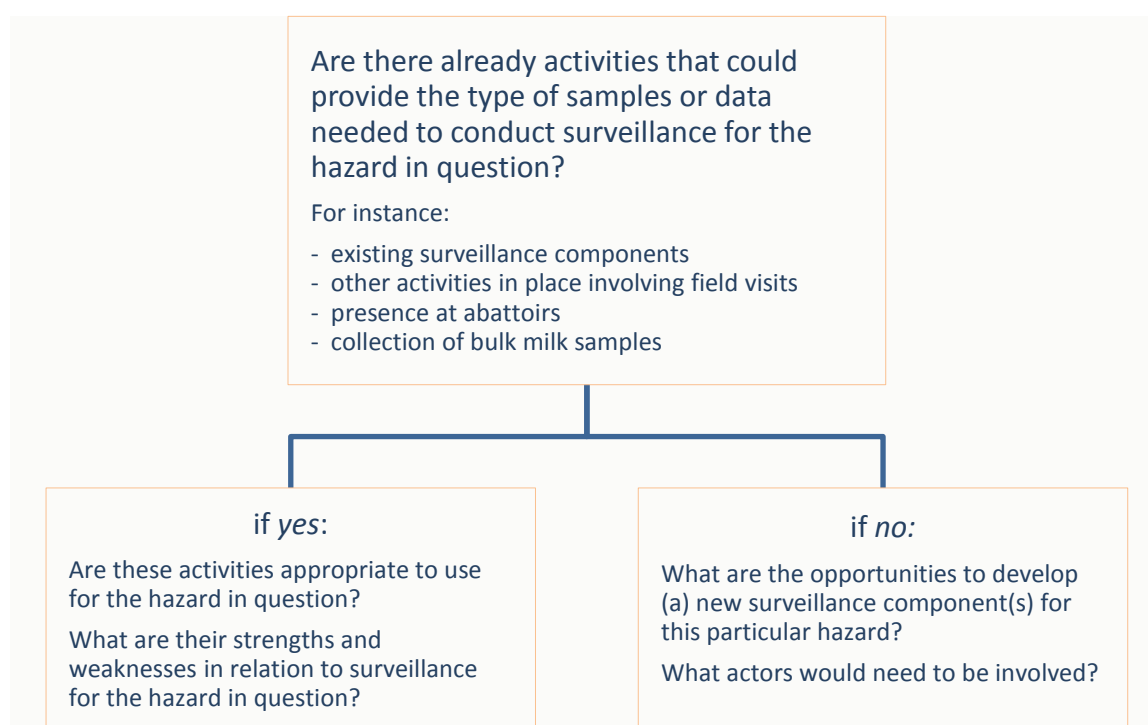 Are there already activities that could
provide the type of samples or data
needed to conduct surveillance for the
hazard in question?
For instance:
- existing surveillance components
- other activities in place involving field visits
- presence at abattoirs
- collection of bulk milk samples
if yes:
Are these activities appropriate to use
for the hazard in question?
What are their strengths and
weaknesses in relation to surveillance
for the hazard in question?
if no:
What are the opportunities to develop
(a) new surveillance component(s) for
this particular hazard?
What actors would need to be involved?